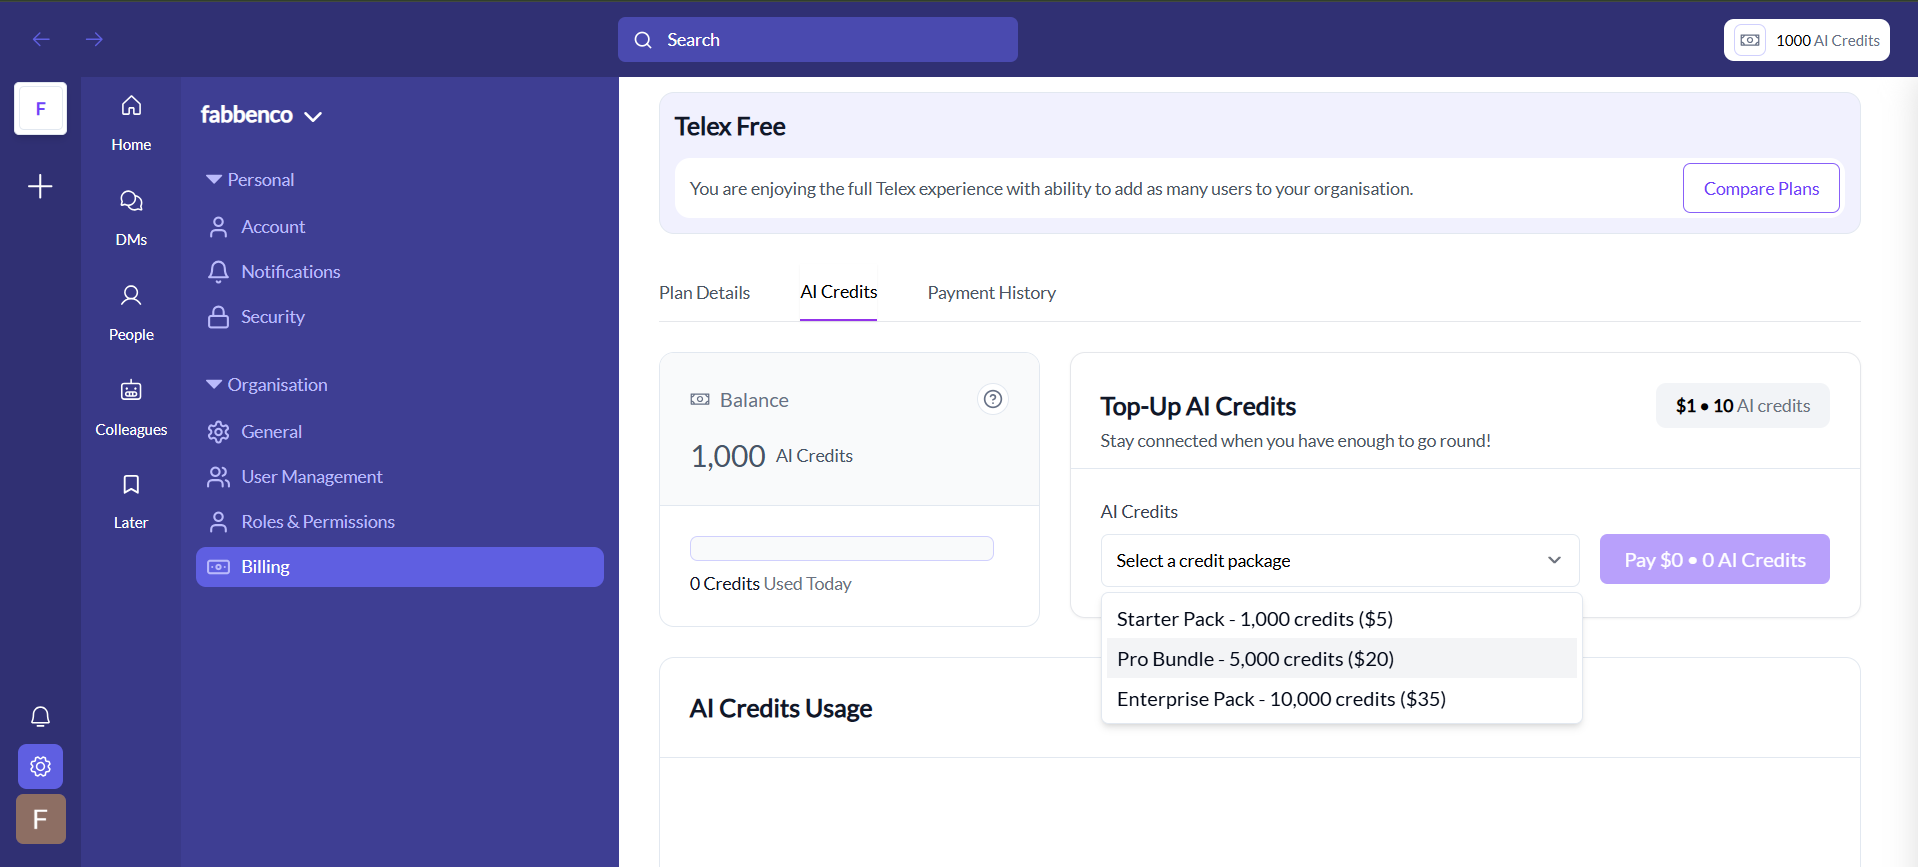 Search
1000 AI Credits
F
Home
DMs
People
Colleagues
Later
F
fabbenco
Personal
Account
Notifications
Security
Organisation
General
User Management
Roles & Permissions
Billing
Telex Free
You are enjoying the full Telex experience with ability to add as many users to your organisation.
Compare Plans
Plan Details AI Credits Payment History
Balance
1,000 AI Credits
0 Credits Used Today
Top-Up AI Credits
Stay connected when you have enough to go round!
$1 • 10 AI credits
AI Credits
Select a credit package
Pay $0 • 0 AI Credits
Starter Pack - 1,000 credits ($5)
Pro Bundle - 5,000 credits ($20)
Enterprise Pack - 10,000 credits ($35)
AI Credits Usage